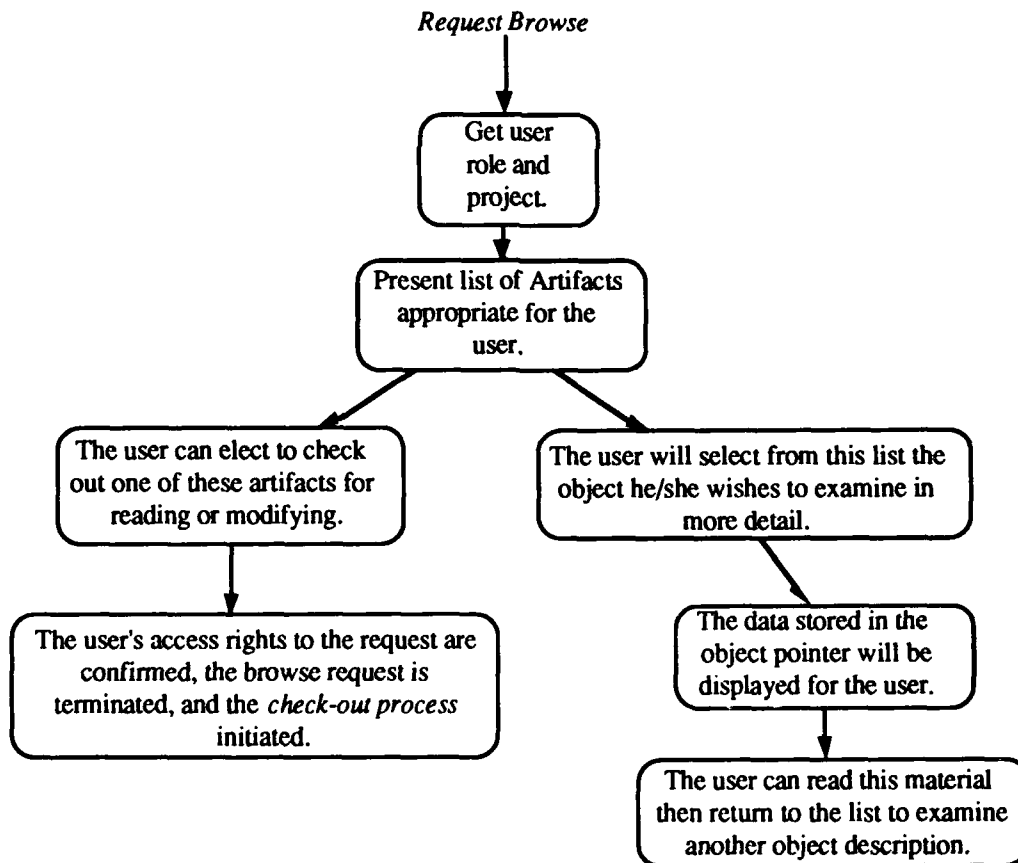 Request Browse
Get user
role and
project.
Present list of Artifacts
appropriate for the
user.
The user can elect to check
out one of these artifacts for
reading or modifying.
The user will select from this list the
object he/she wishes to examine in
more detail.
The user's access rights to the request are
confirmed, the browse request is
terminated, and the check-out process
initiated.
The data stored in the
object pointer will be
displayed for the user.
The user can read this material
then return to the list to examine
another object description.